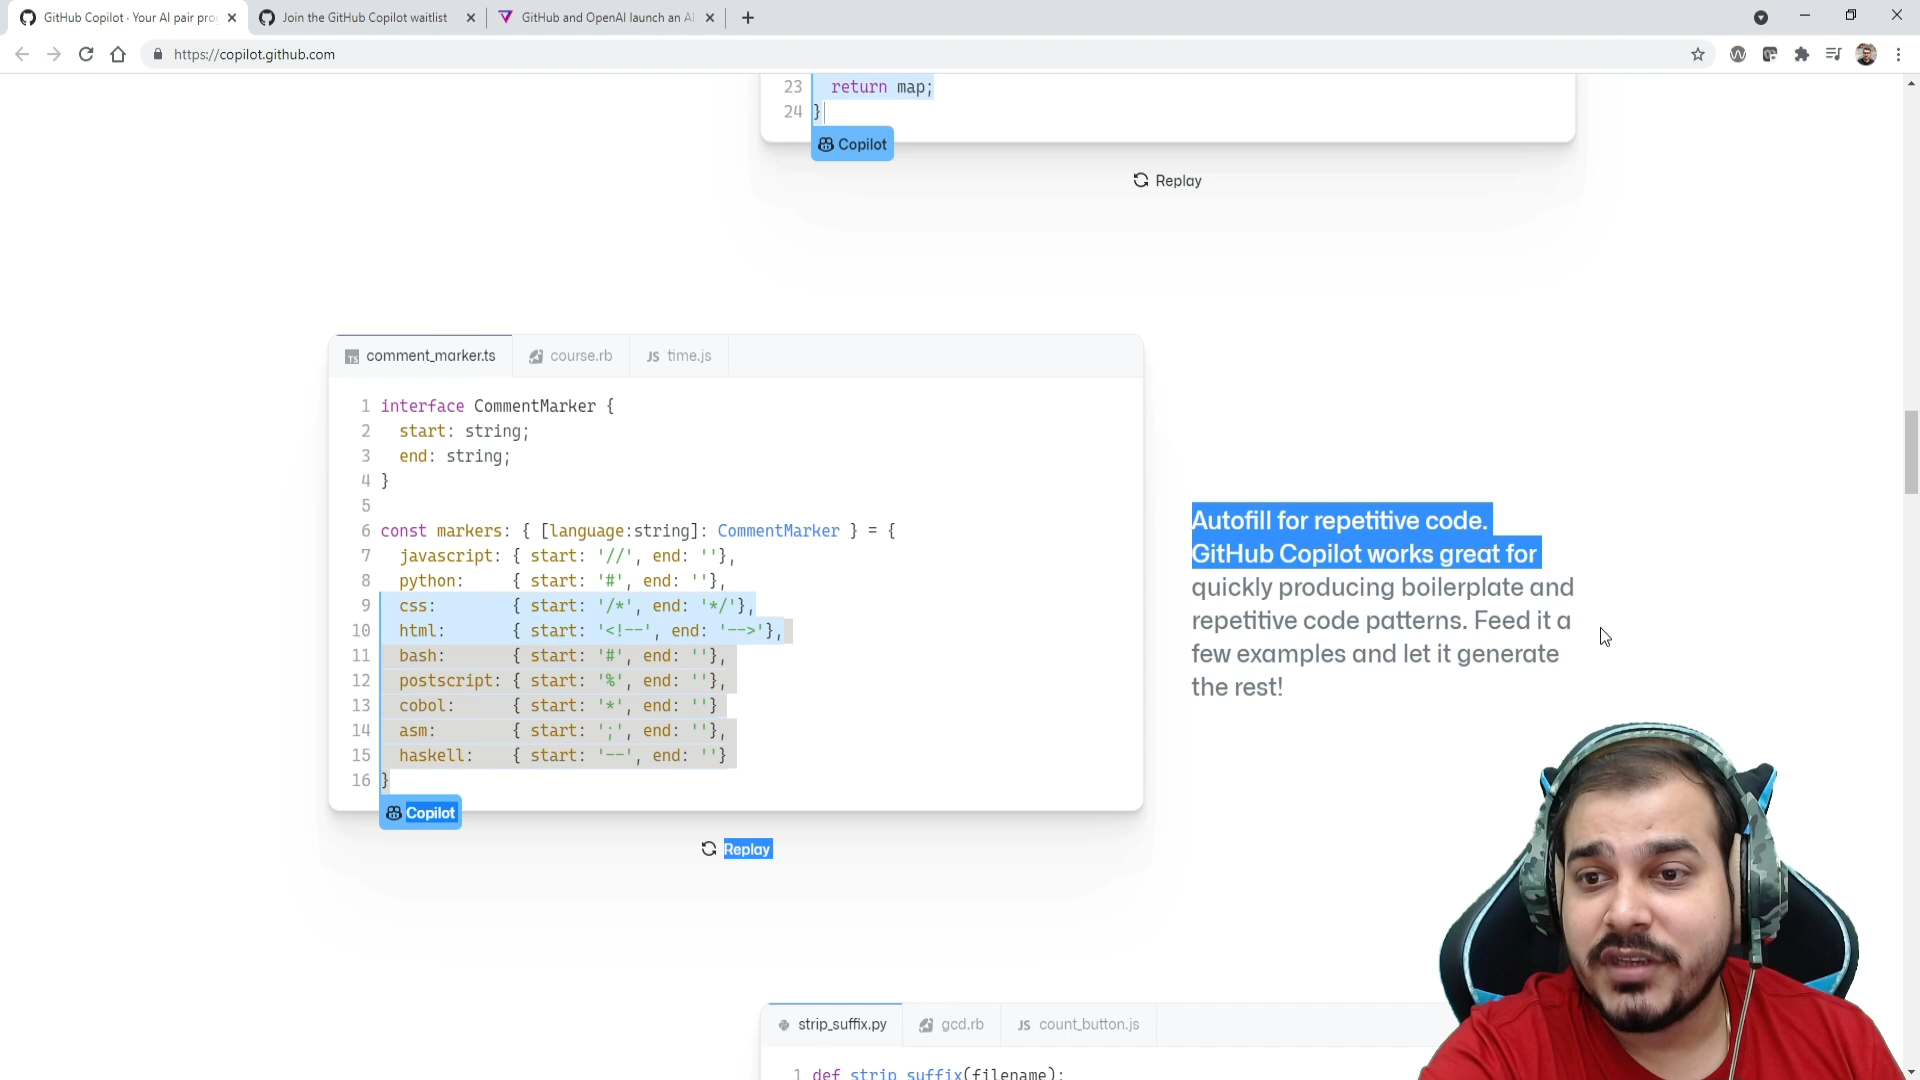 GitHub Copilot · Your AI pair pro
Join the GitHub Copilot waitlist
GitHub and OpenAI launch an AI
https://copilot.github.com
23 return map;
24 }
Copilot
Replay
TS comment_marker.ts
course.rb
JS time.js
1 interface CommentMarker {
2 start: string;
3 end: string;
4 }
5
6 const markers: { [language:string]: CommentMarker } = {
7 javascript: { start: '//', end: ''},
8 python: { start: '#', end: ''},
9 css: { start: '/*', end: '*/'},
10 html: { start: '<!--', end: '-->'},
11 bash: { start: '#', end: ''},
12 postscript: { start: '%', end: ''},
13 cobol: { start: '*', end: ''}
14 asm: { start: ';', end: ''},
15 haskell: { start: '--', end: ''}
16 }
Copilot
Replay
Autofill for repetitive code.
GitHub Copilot works great for
quickly producing boilerplate and
repetitive code patterns. Feed it a
few examples and let it generate
the rest!
strip_suffix.py
gcd.rb
JS count_button.js
1 def strip_suffix(filename):